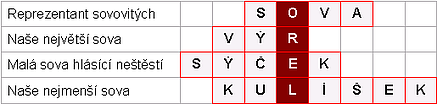 Reprezentant sovovitých S O V A
Naše největší sova V Ý R
Malá sova hlásící neštěstí S Ý Č E K
Naše nejmenší sova K U L Í Š E K